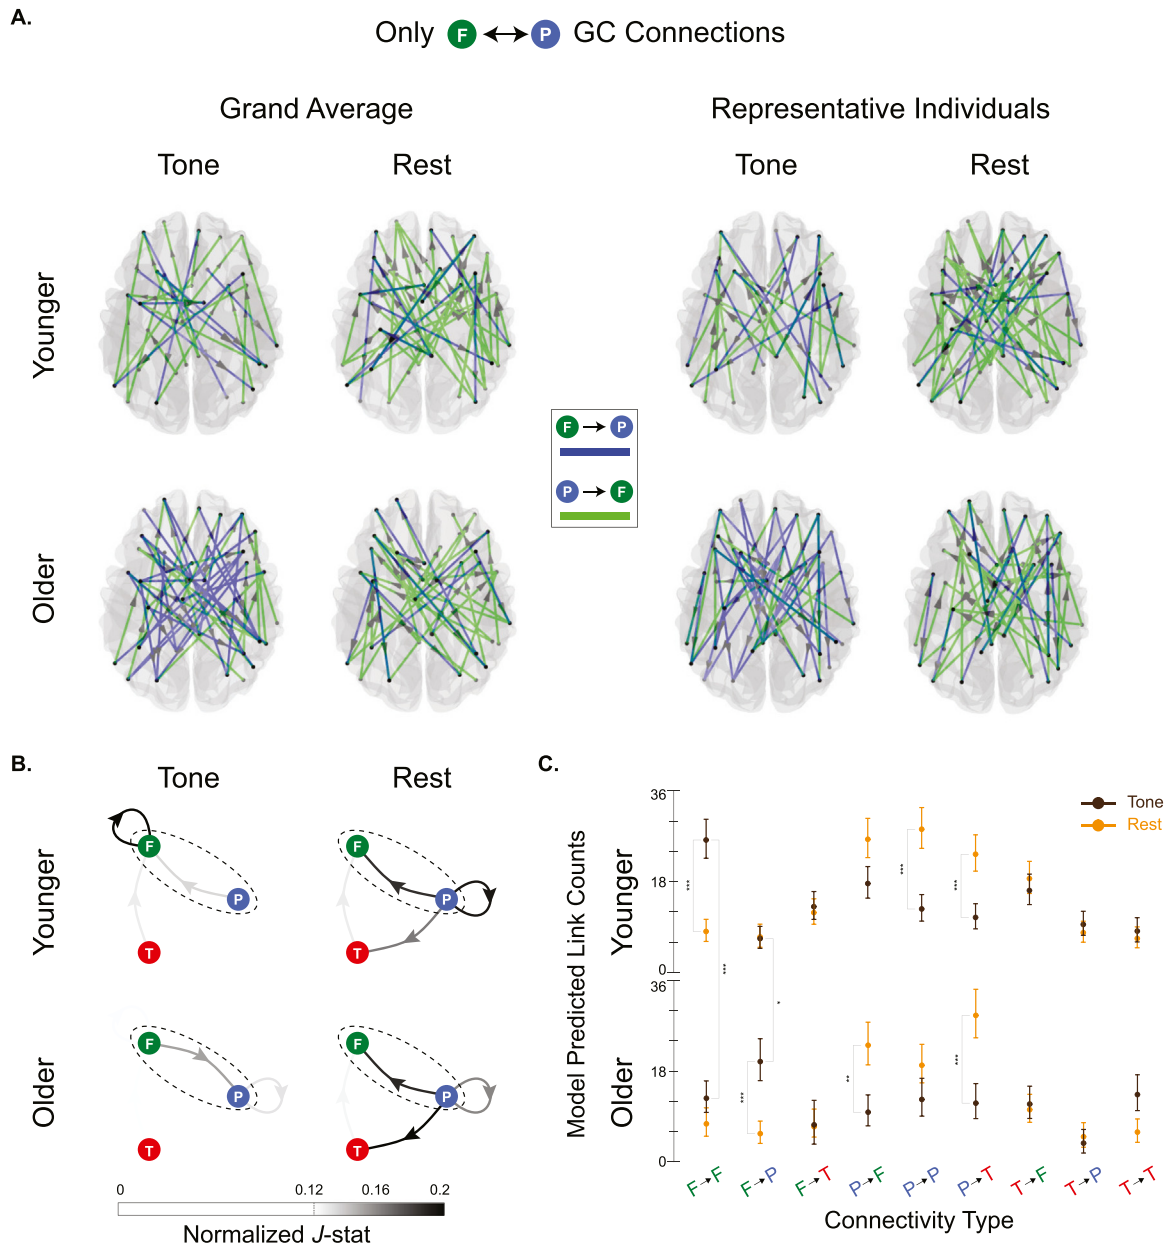 A.
Only F P GC Connections
Grand Average
Representative Individuals
Tone
Rest
Tone
Rest
Younger
F P
P F
Older
B.
Tone
Rest
Younger
F
P
T
F
P
T
Older
F
P
T
F
P
T
0 0.12 0.16 0.2
Normalized J-stat
C.
Tone
Rest
Model Predicted Link Counts
Younger
36
18
0
***
***
***
***
*
Older
36
18
0
***
**
***
F→F
F→P
F→T
P→F
P→P
P→T
T→F
T→P
T→T
Connectivity Type